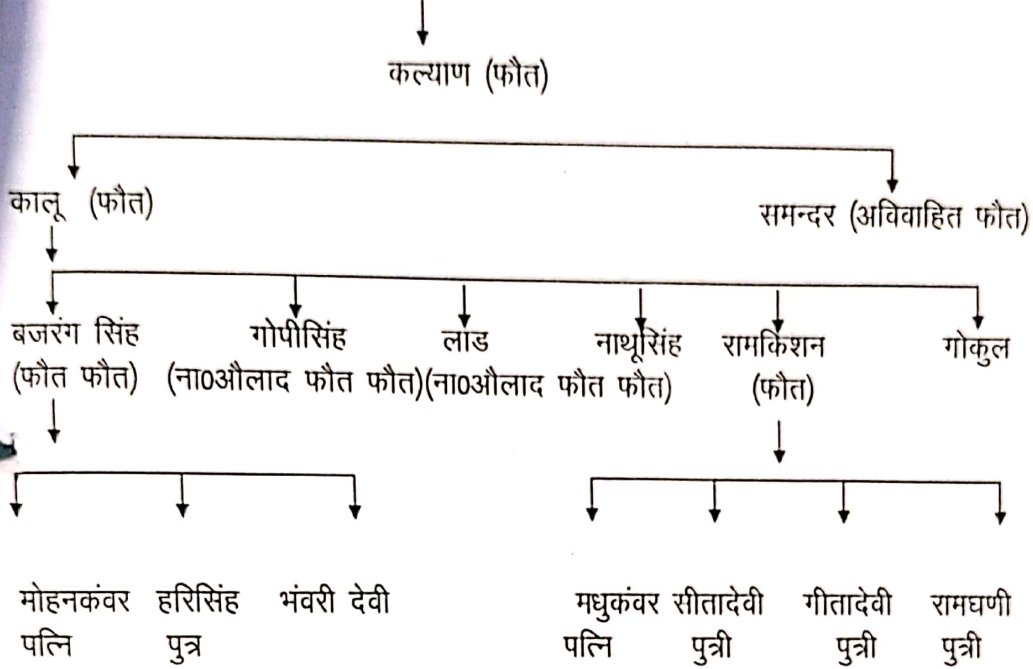 कल्याण (फौत)
कालू (फौत)
समन्दर (अविवाहित फौत)
बजरंग सिंह गोपीसिंह लाड नाथूसिंह रामकिशन गोकुल
(फौत फौत) (ना0औलाद फौत फौत)(ना0औलाद फौत फौत) (फौत)
मोहनकंवर हरिसिंह भंवरी देवी मधुकंवर सीतादेवी गीतादेवी रामघणी
पत्नि पुत्र पत्नि पुत्री पुत्री पुत्री